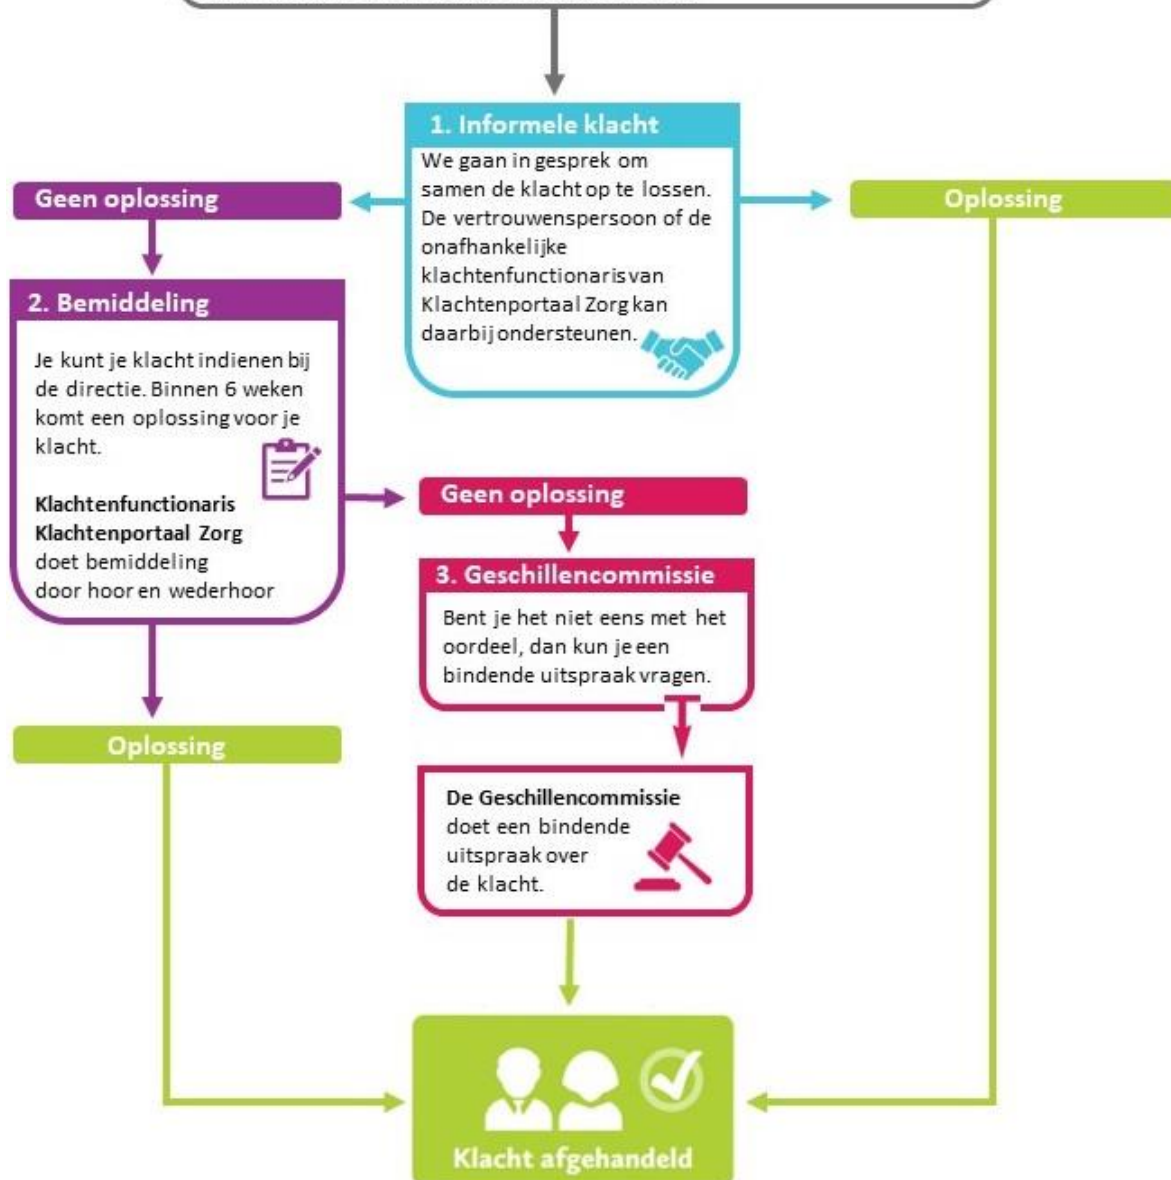 1. Informele klacht
We gaan in gesprek om
samen de klacht op te lossen.
De vertrouwenspersoon of de
onafhankelijke
klachtenfunctionaris van
Klachtenportaal Zorg kan
daarbij ondersteunen.
Geen oplossing
Oplossing
2. Bemiddeling
Je kunt je klacht indienen bij
de directie. Binnen 6 weken
komt een oplossing voor je
klacht.
Klachtenfunctionaris
Klachtenportaal Zorg
doet bemiddeling
door hoor en wederhoor
Geen oplossing
3. Geschillencommissie
Bent je het niet eens met het
oordeel, dan kun je een
bindende uitspraak vragen.
Oplossing
De Geschillencommissie
doet een bindende
uitspraak over
de klacht.
Klacht afgehandeld